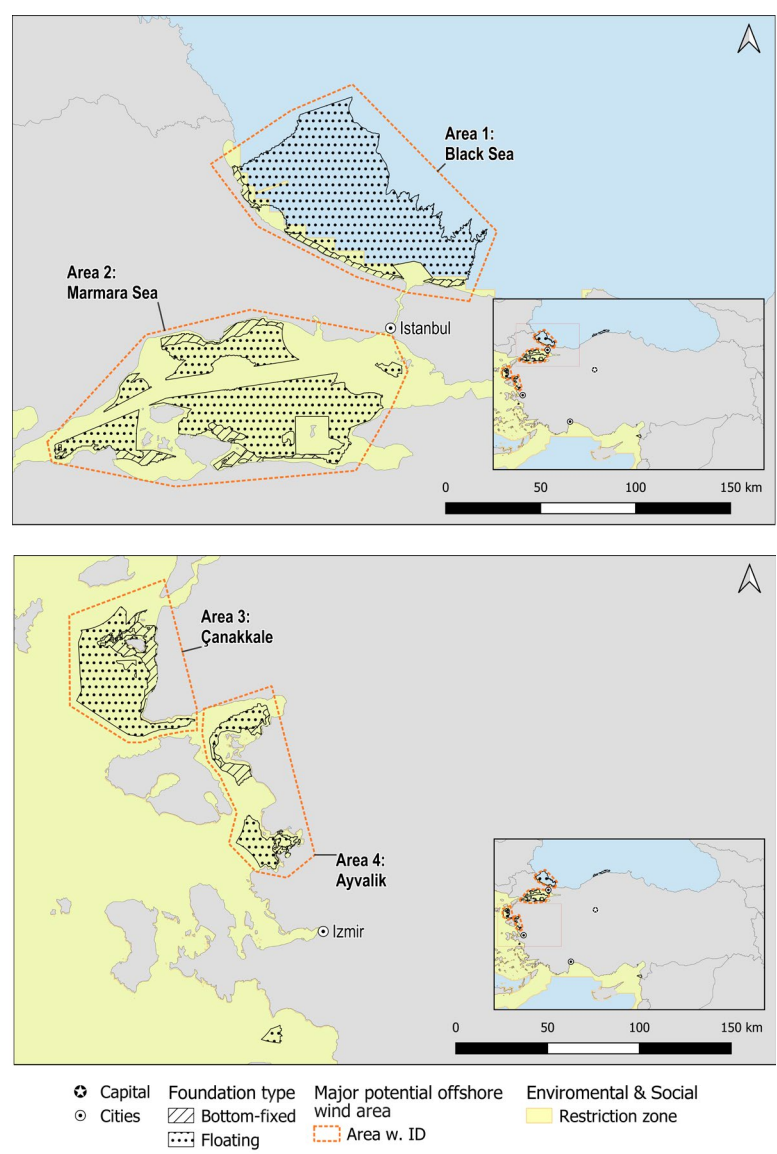 Area 1:
Black Sea
Area 2:
Marmara Sea
Istanbul
0 50 100 150 km
Area 3:
Çanakkale
Area 4:
Ayvalik
Izmir
0 50 100 150 km
Capital
Cities
Foundation type
Bottom-fixed
Floating
Major potential offshore
wind area
Area w. ID
Enviromental & Social
Restriction zone